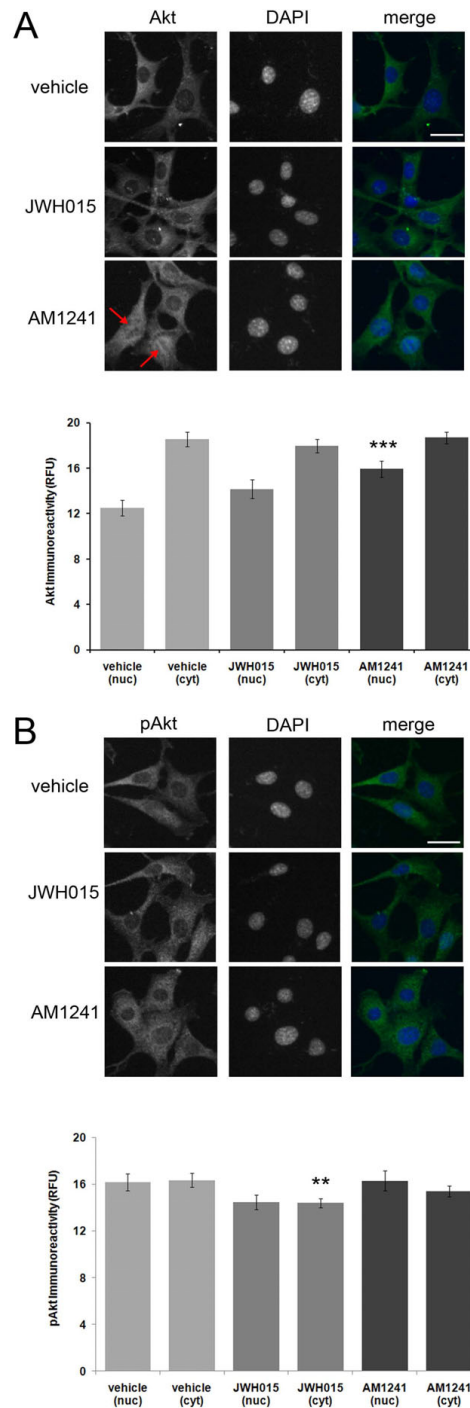 A
Akt DAPI merge
vehicle
JWH015
AM1241
20
16
12
8
4
0
Akt Immunoreactivity (RFU)
***
vehicle (nuc) vehicle (cyt) JWH015 (nuc) JWH015 (cyt) AM1241 (nuc) AM1241 (cyt)
B
pAkt DAPI merge
vehicle
JWH015
AM1241
20
16
12
8
4
0
pAkt Immunoreactivity (RFU)
**
vehicle (nuc) vehicle (cyt) JWH015 (nuc) JWH015 (cyt) AM1241 (nuc) AM1241 (cyt)